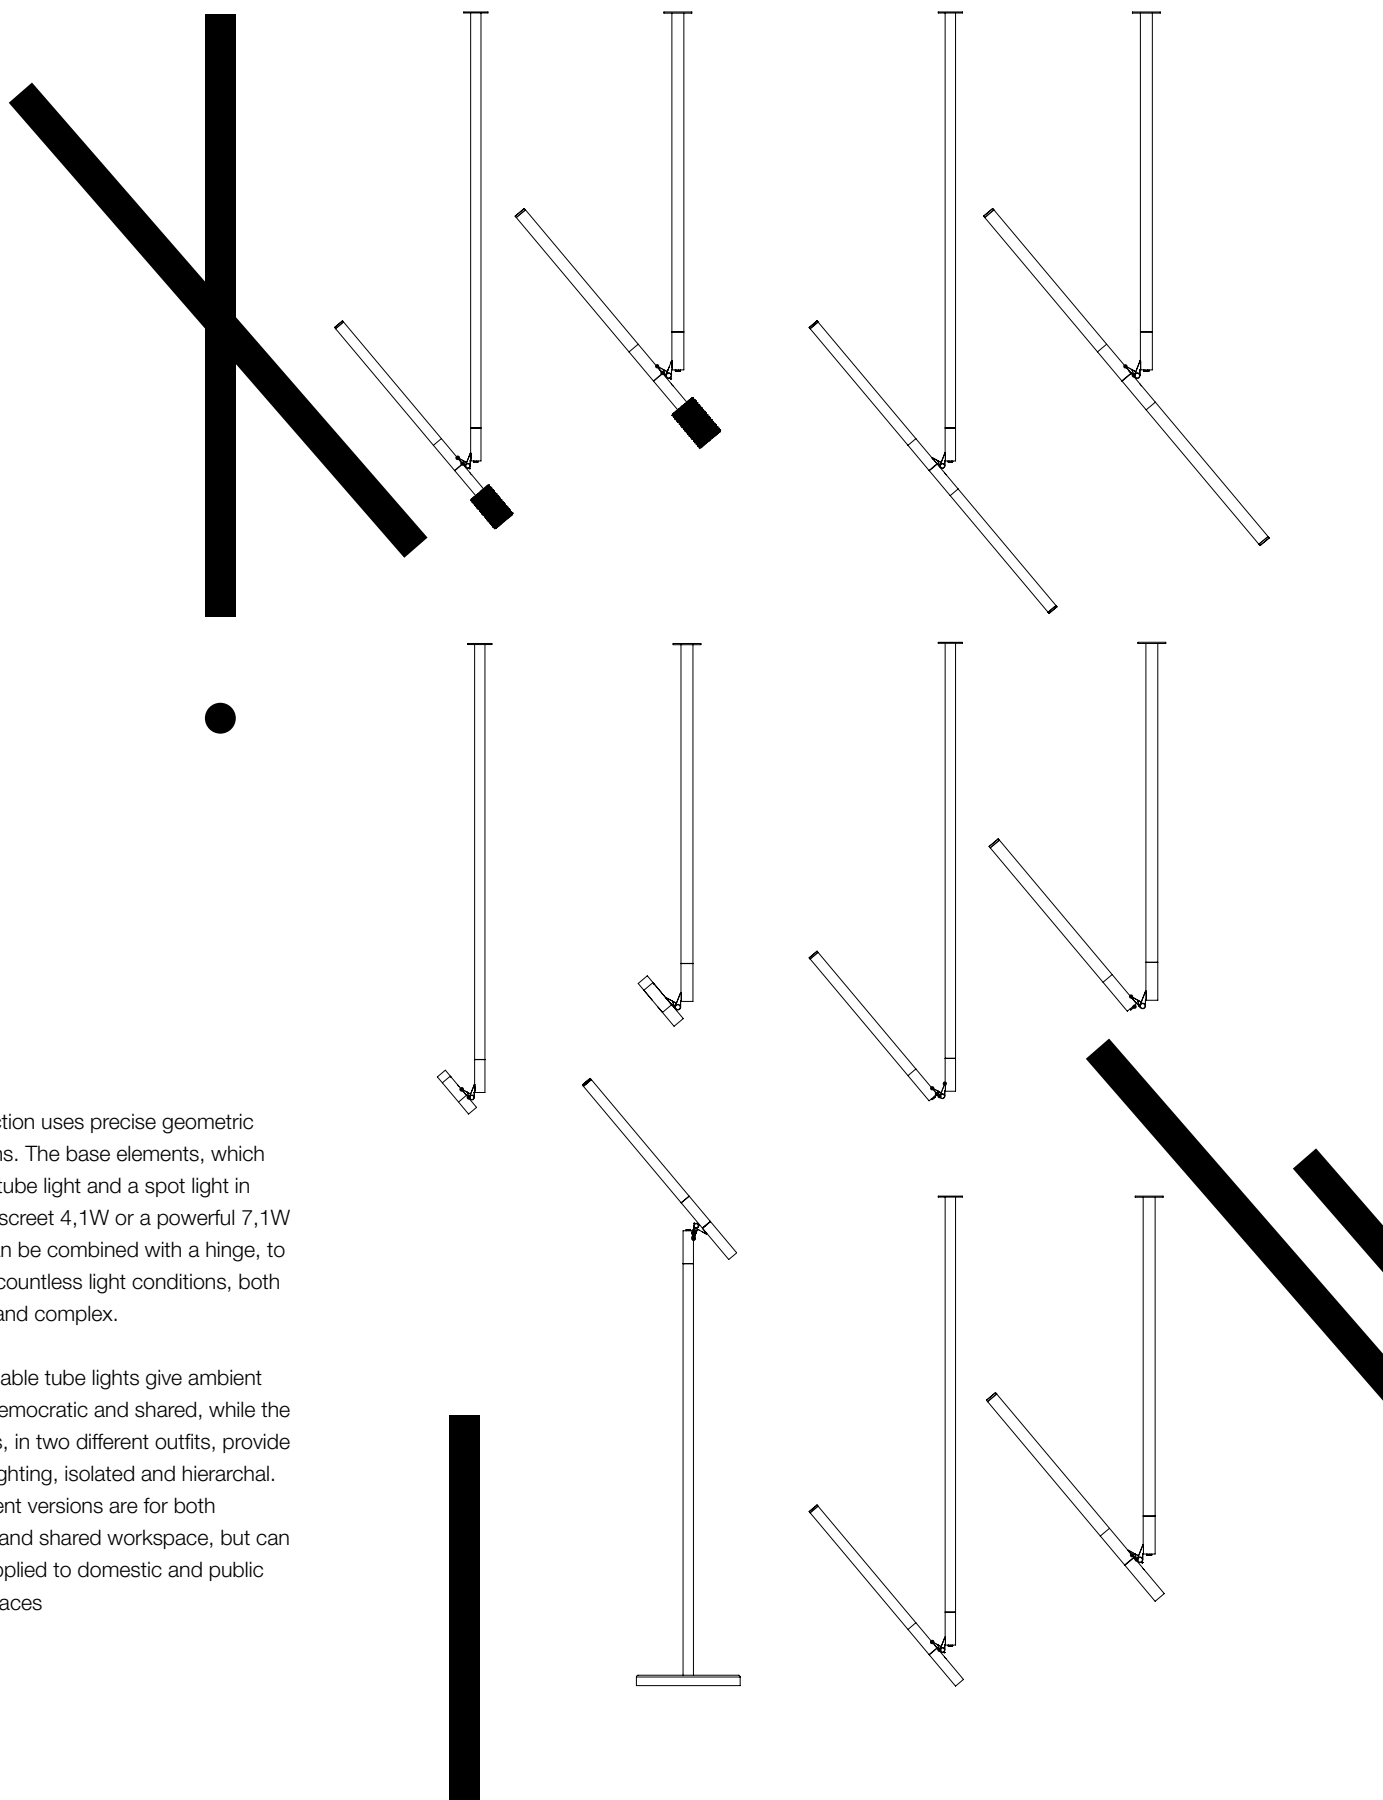 ction uses precise geometric
ns. The base elements, which
tube light and a spot light in
screet 4,1W or a powerful 7,1W
an be combined with a hinge, to
countless light conditions, both
and complex.
able tube lights give ambient
emocratic and shared, while the
s, in two different outfits, provide
ghting, isolated and hierarchal.
ent versions are for both
and shared workspace, but can
pplied to domestic and public
aces